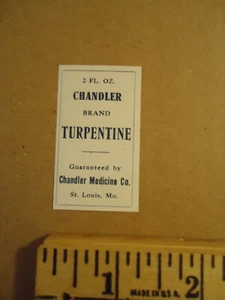 2 FL. OZ.
CHANDLER
BRAND
TURPENTINE
Guaranteed by
Chandler Medicine Co.
St. Louis, Mo.
1
2
MADE IN U.S.A.